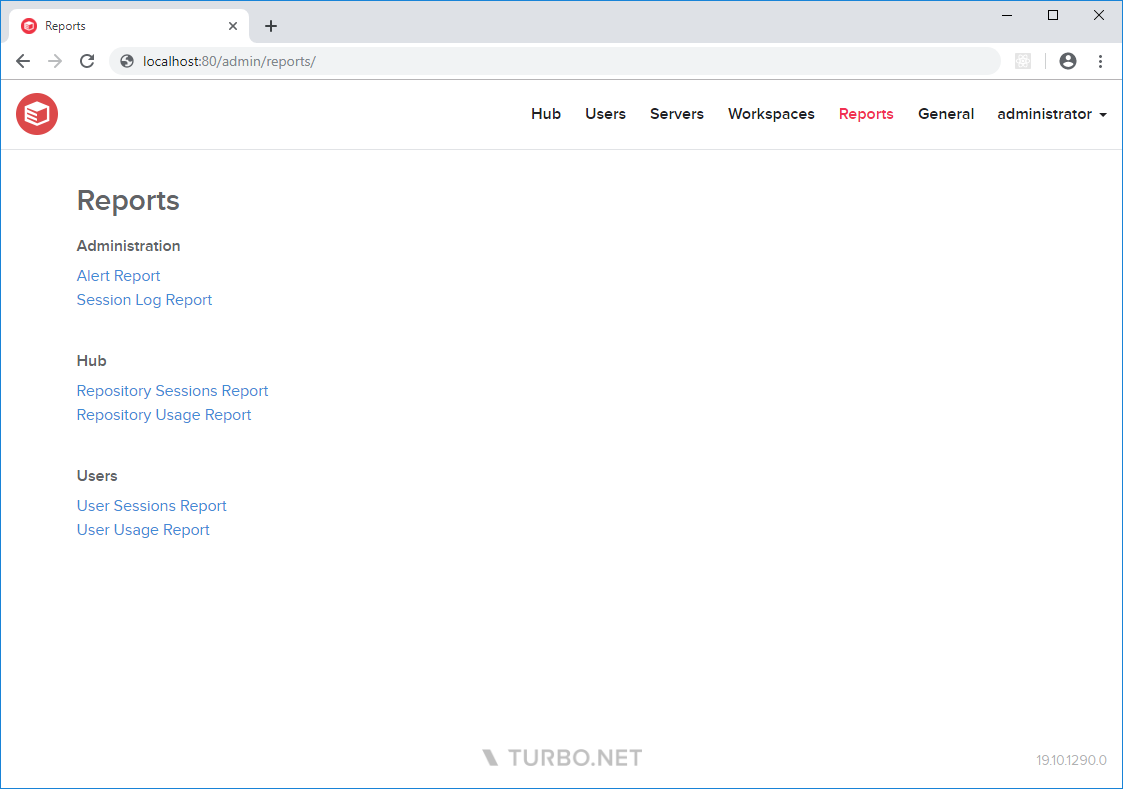 Reports
localhost:80/admin/reports/
Hub Users Servers Workspaces Reports General administrator
Reports
Administration
Alert Report
Session Log Report
Hub
Repository Sessions Report
Repository Usage Report
Users
User Sessions Report
User Usage Report
TURBO.NET
19.10.1290.0